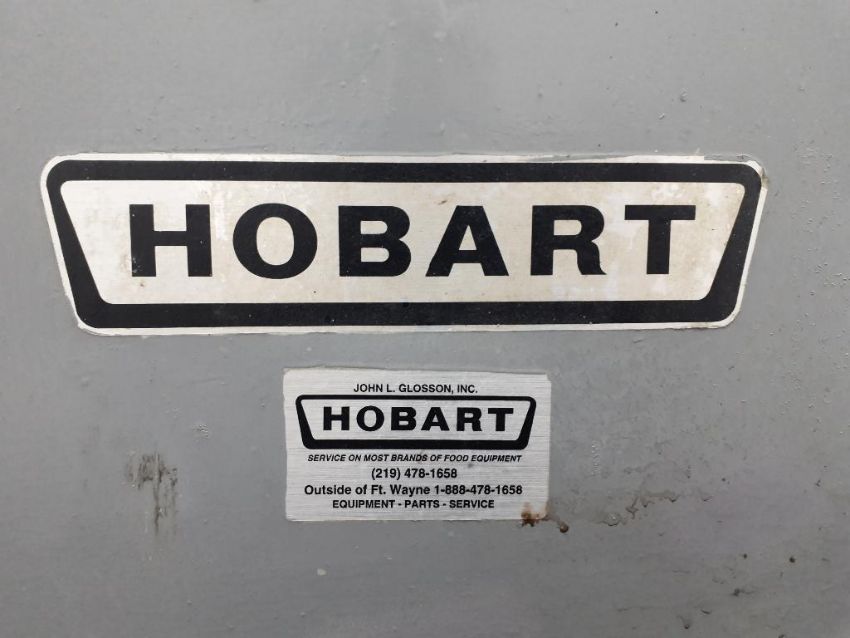 HOBART
JOHN L. GLOSSON, INC.
HOBART
SERVICE ON MOST BRANDS OF FOOD EQUIPMENT
(219) 478-1658
Outside of Ft. Wayne 1-888-478-1658
EQUIPMENT - PARTS - SERVICE